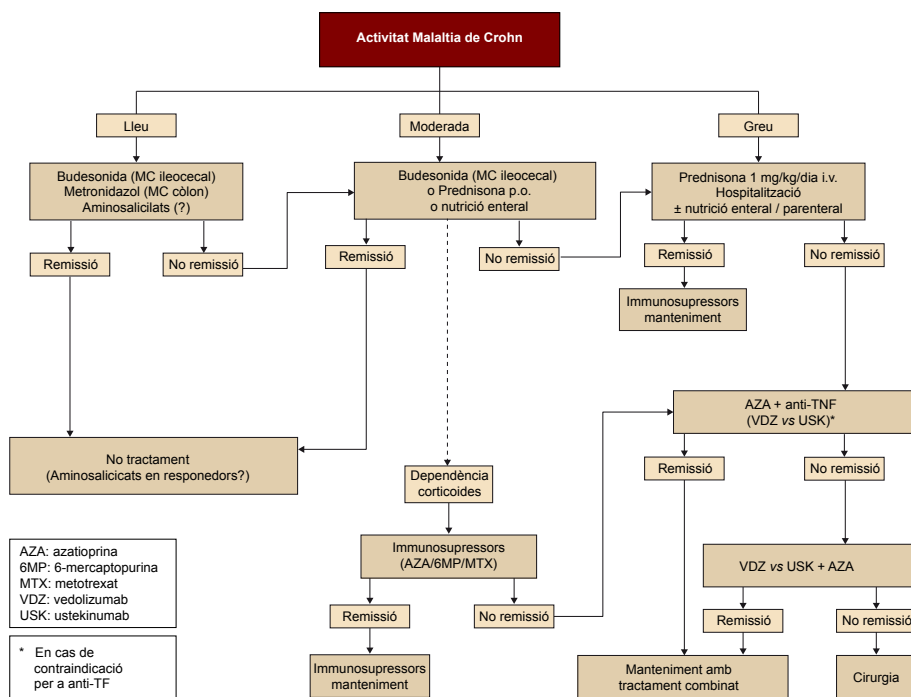 Activitat Malaltia de Crohn
Lleu
Moderada
Greu
Budesonida (MC ileocecal)
Metronidazol (MC còlon)
Aminosalicilats (?)
Budesonida (MC ileocecal)
o Prednisona p.o.
o nutrició enteral
Prednisona 1 mg/kg/dia i.v.
Hospitalització
± nutrició enteral / parenteral
Remissió
No remissió
Remissió
No remissió
Remissió
No remissió
Immunosupressors
manteniment
AZA + anti-TNF
(VDZ vs USK)*
No tractament
(Aminosalicicats en responedors?)
Remissió
No remissió
Dependència
corticoides
Immunosupressors
(AZA/6MP/MTX)
VDZ vs USK + AZA
Remissió
No remissió
Remissió
No remissió
Immunosupressors
manteniment
Manteniment amb
tractament combinat
Cirurgia
AZA: azatioprina
6MP: 6-mercaptopurina
MTX: metotrexat
VDZ: vedolizumab
USK: ustekinumab
* En cas de
contraindicació
per a anti-TF